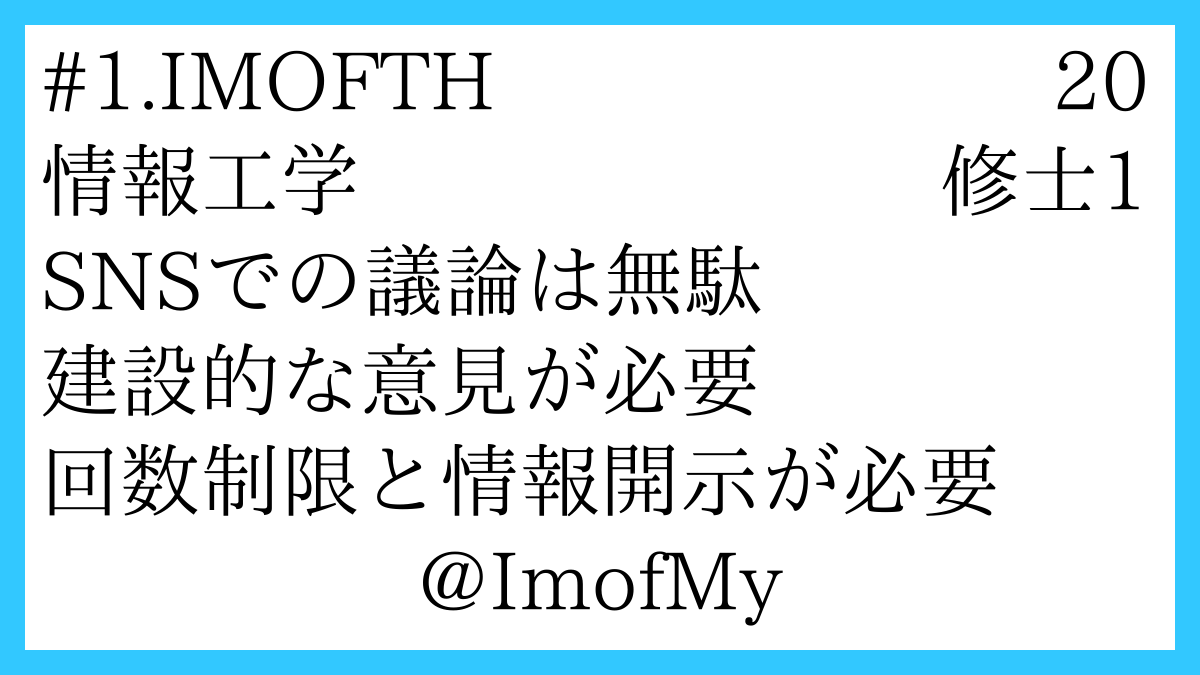 #1.IMOFTH 20
情報工学 修士1
SNSでの議論は無駄
建設的な意見が必要
回数制限と情報開示が必要
@ImofMy